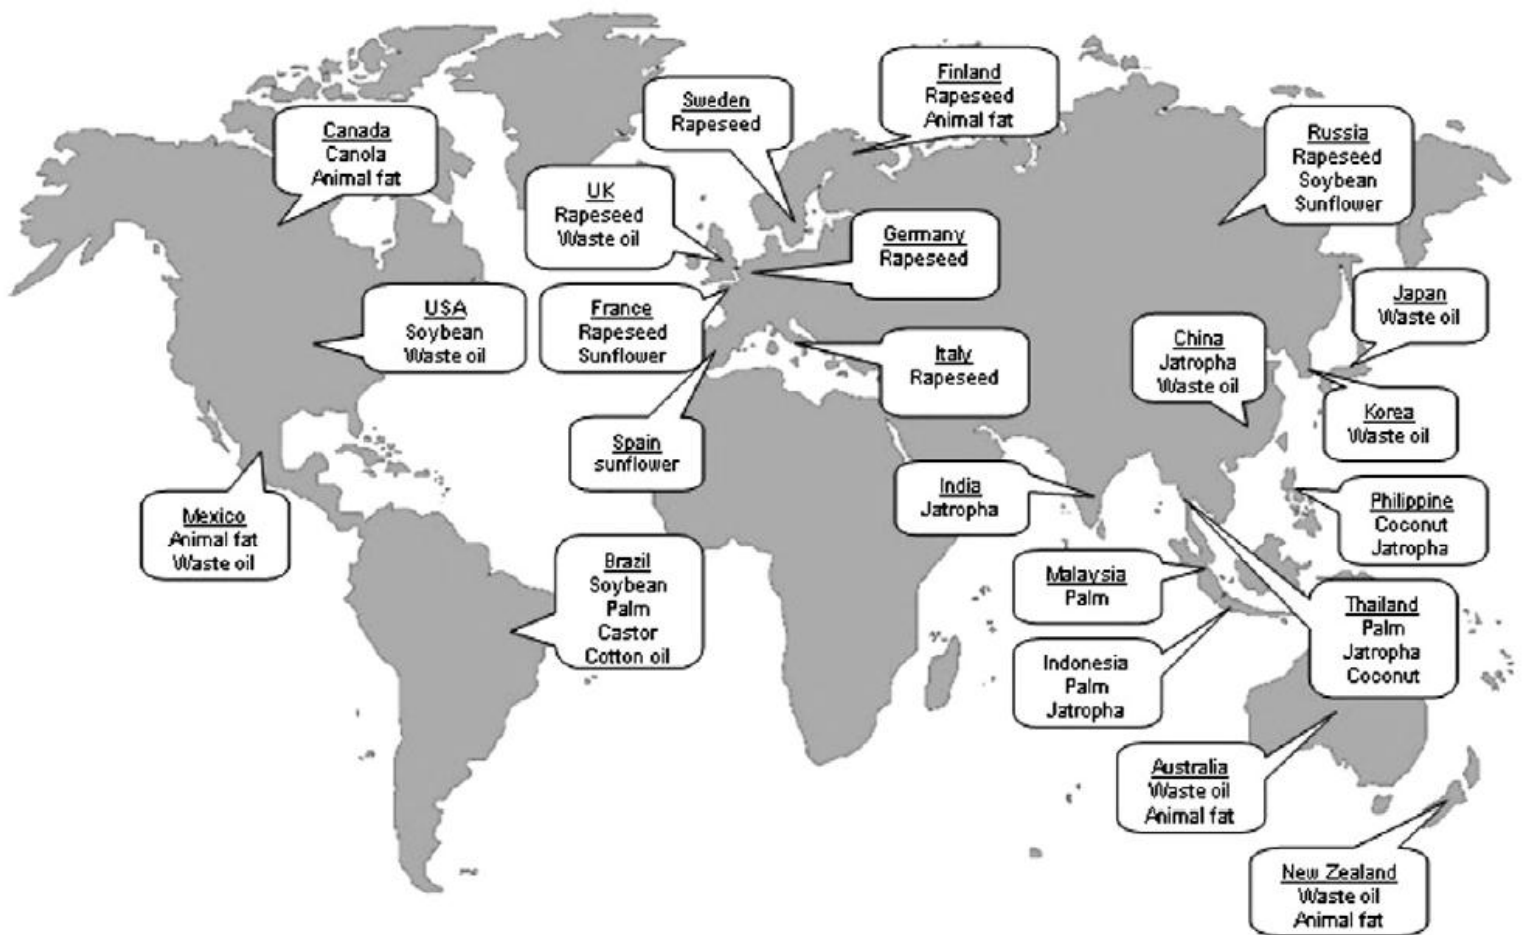 Finland
Rapeseed
Animal fat
Sweden
Rapeseed
Canada
Canola
Animal fat
Russia
Rapeseed
Soybean
Sunflower
UK
Rapeseed
Waste oil
Germany
Rapeseed
USA
Soybean
Waste oil
France
Rapeseed
Sunflower
Japan
Waste oil
Italy
Rapeseed
China
Jatropha
Waste oil
Korea
Waste oil
Spain
sunflower
India
Jatropha
Philippine
Coconut
Jatropha
Mexico
Animal fat
Waste oil
Brazil
Soybean
Palm
Castor
Cotton oil
Malaysia
Palm
Thailand
Palm
Jatropha
Coconut
Indonesia
Palm
Jatropha
Australia
Waste oil
Animal fat
New Zealand
Waste oil
Animal fat